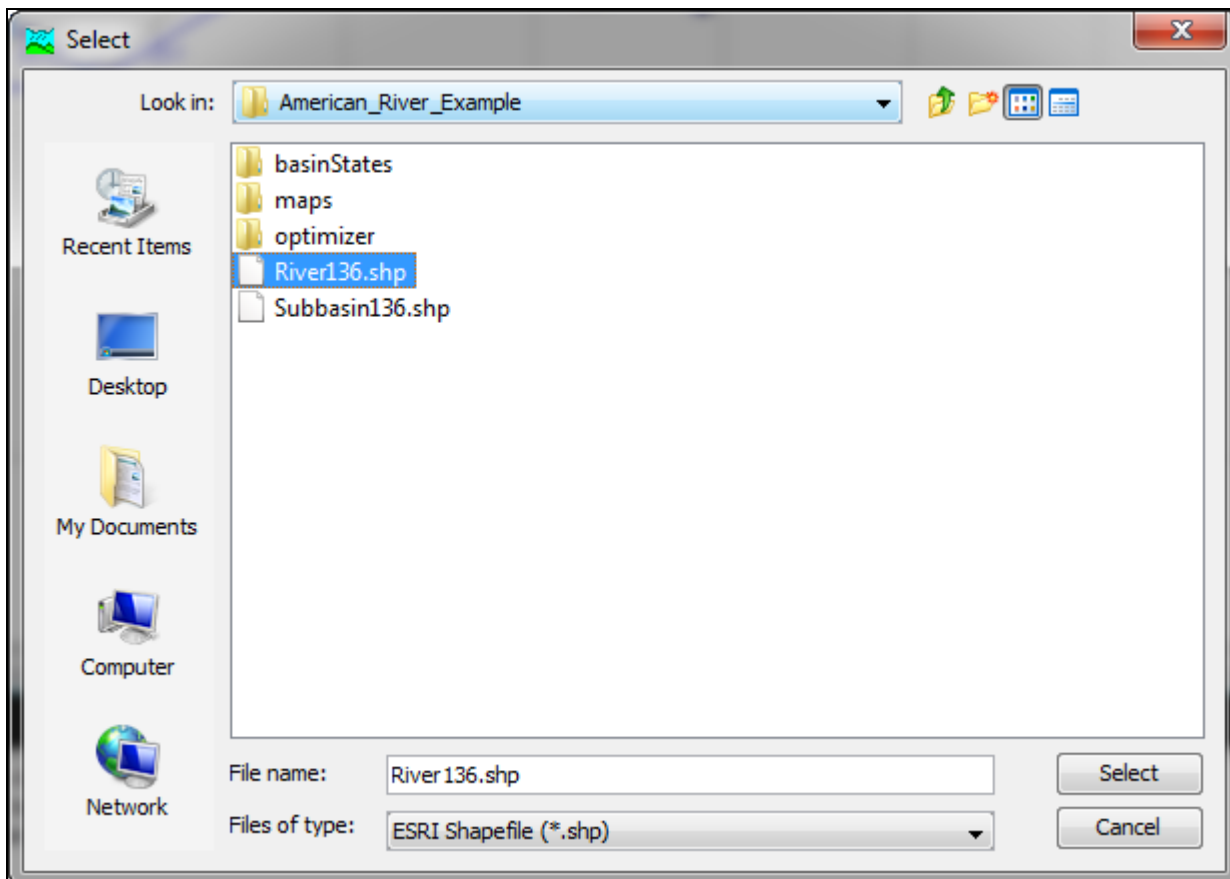 Select
Look in:
American_River_Example
Recent Items
Desktop
My Documents
Computer
Network
basinStates
maps
optimizer
River136.shp
Subbasin136.shp
File name:
River136.shp
Select
Files of type:
ESRI Shapefile (*.shp)
Cancel